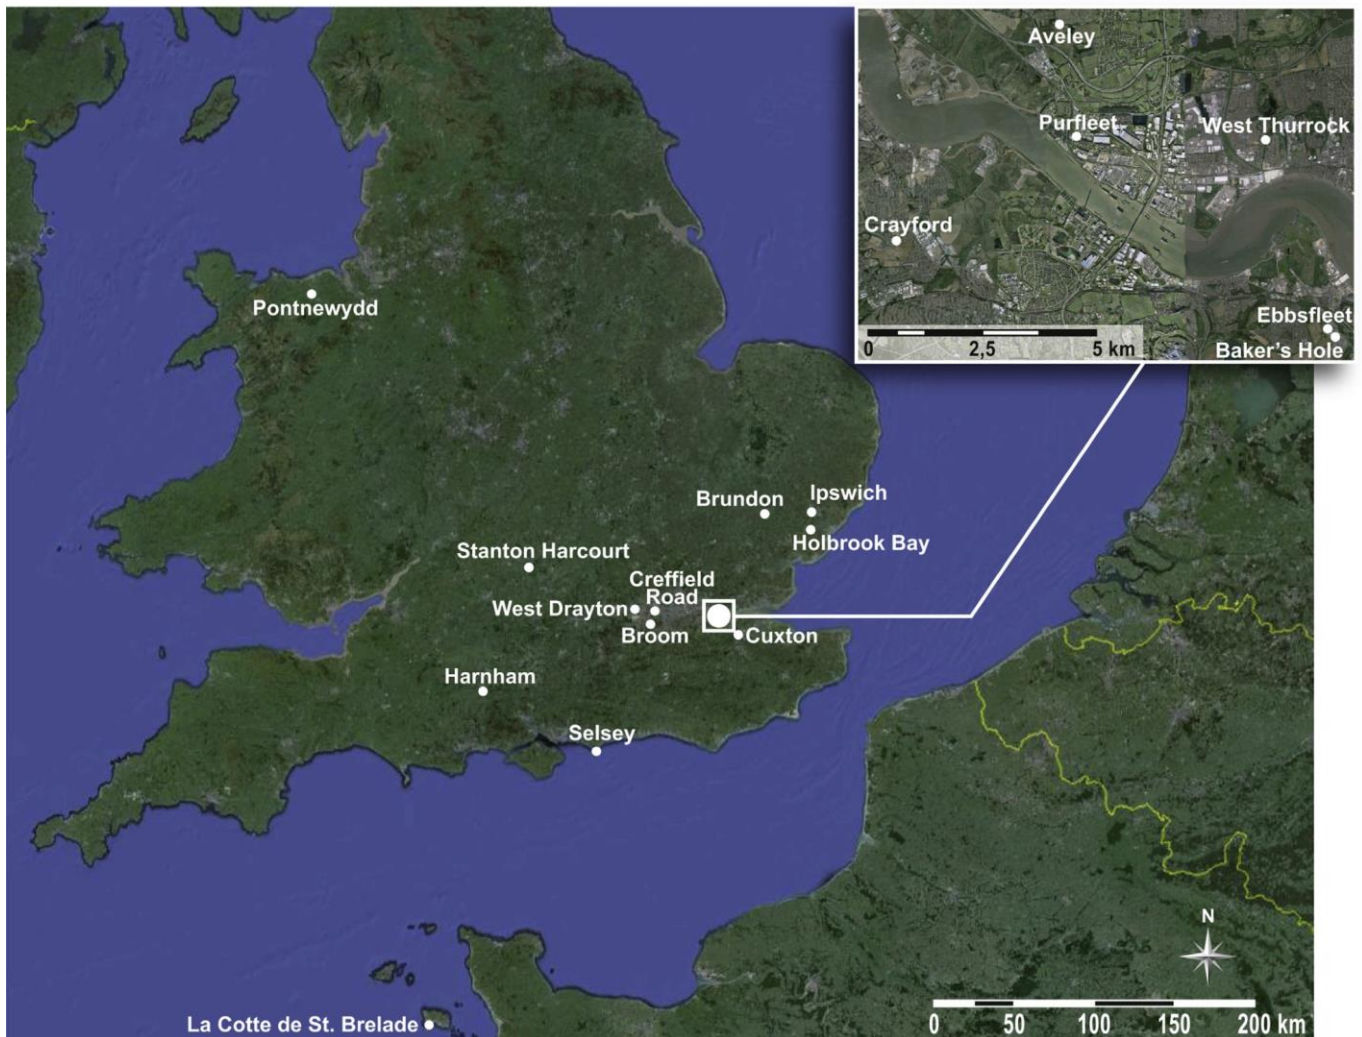 Aveley
Purfleet
West Thurrock
Crayford
Ebbsfleet
Baker's Hole
0 2,5 5 km
Pontnewydd
Brundon
Ipswich
Holbrook Bay
Stanton Harcourt
Creffield
Road
West Drayton
Broom
Cuxton
Harnham
Selsey
N
La Cotte de St. Brelade
0 50 100 150 200 km